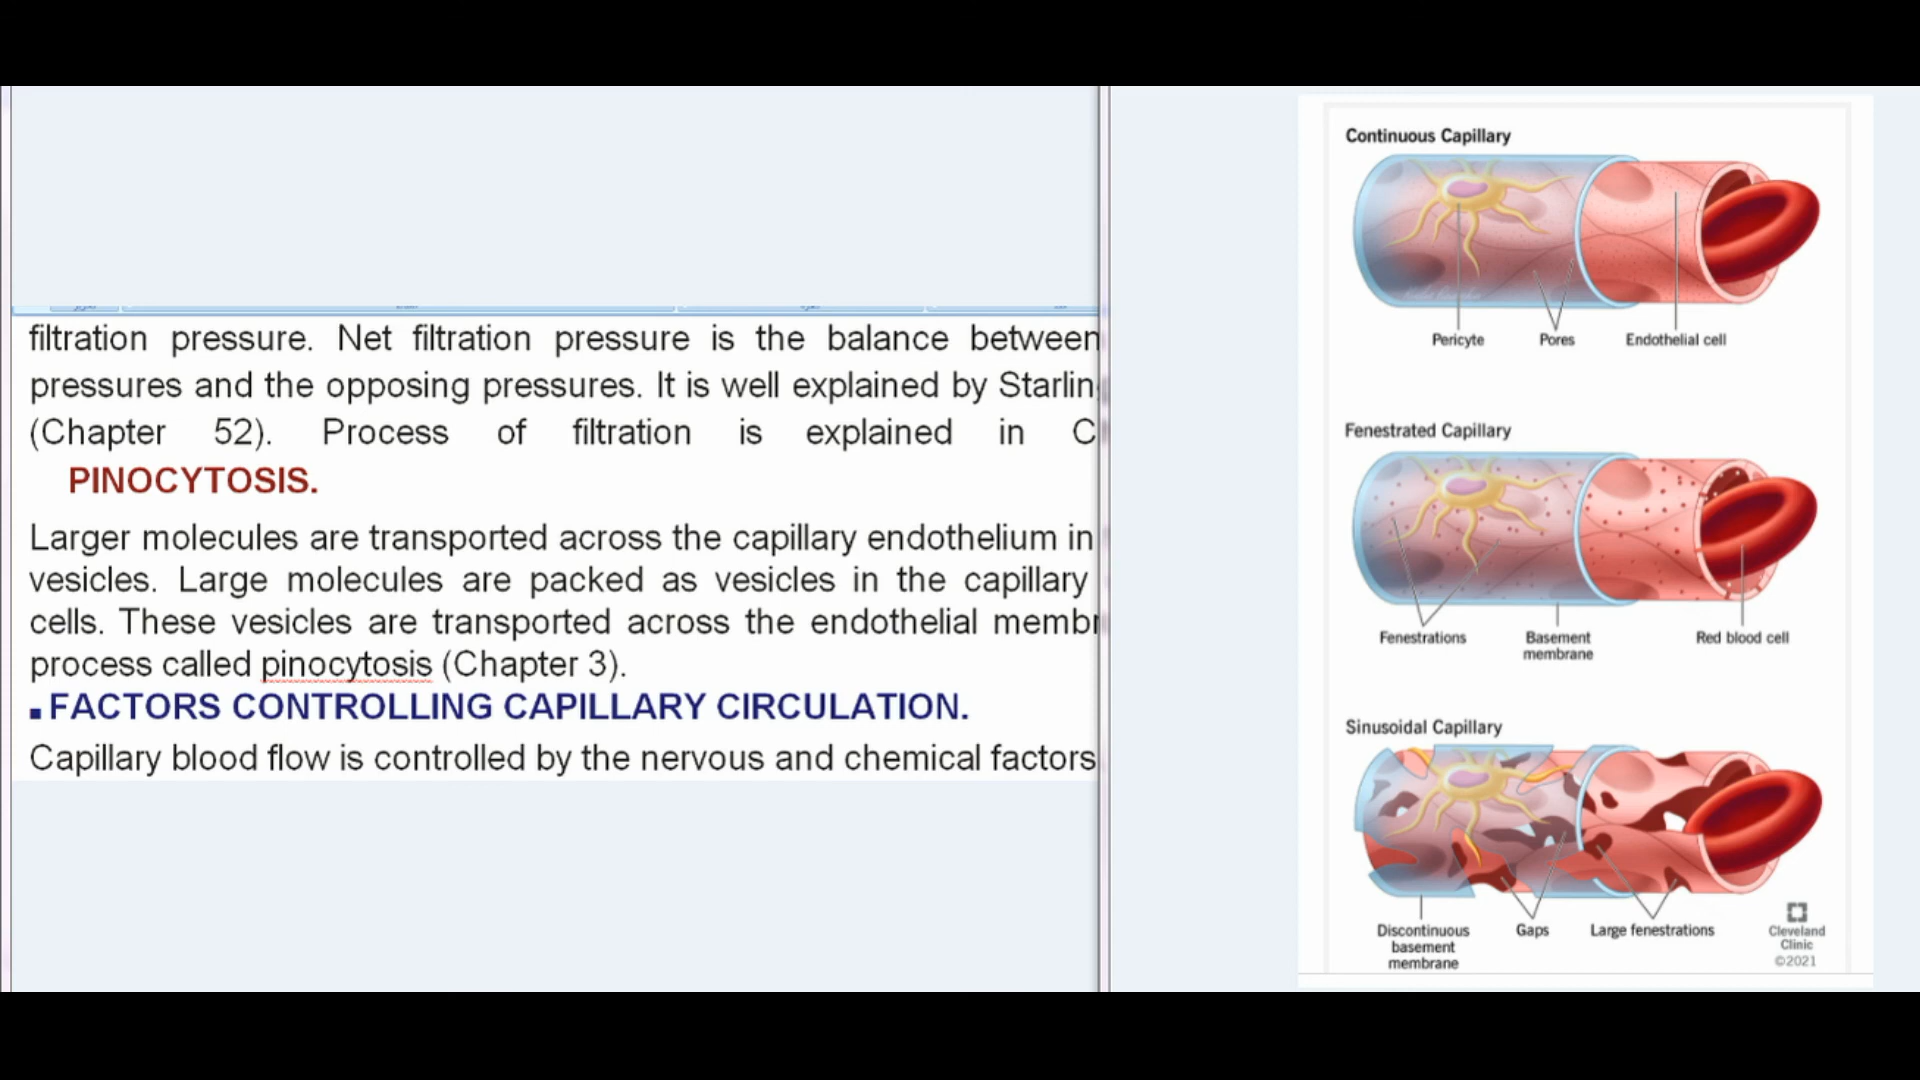 filtration pressure. Net filtration pressure is the balance between
pressures and the opposing pressures. It is well explained by Starlin
(Chapter 52). Process of filtration is explained in C
PINOCYTOSIS.
Larger molecules are transported across the capillary endothelium in
vesicles. Large molecules are packed as vesicles in the capillary
cells. These vesicles are transported across the endothelial membr
process called pinocytosis (Chapter 3).
▪ FACTORS CONTROLLING CAPILLARY CIRCULATION.
Capillary blood flow is controlled by the nervous and chemical factors
Continuous Capillary
Pericyte Pores Endothelial cell
Fenestrated Capillary
Fenestrations Basement membrane Red blood cell
Sinusoidal Capillary
Discontinuous basement membrane Gaps Large fenestrations
Cleveland
Clinic
©2021